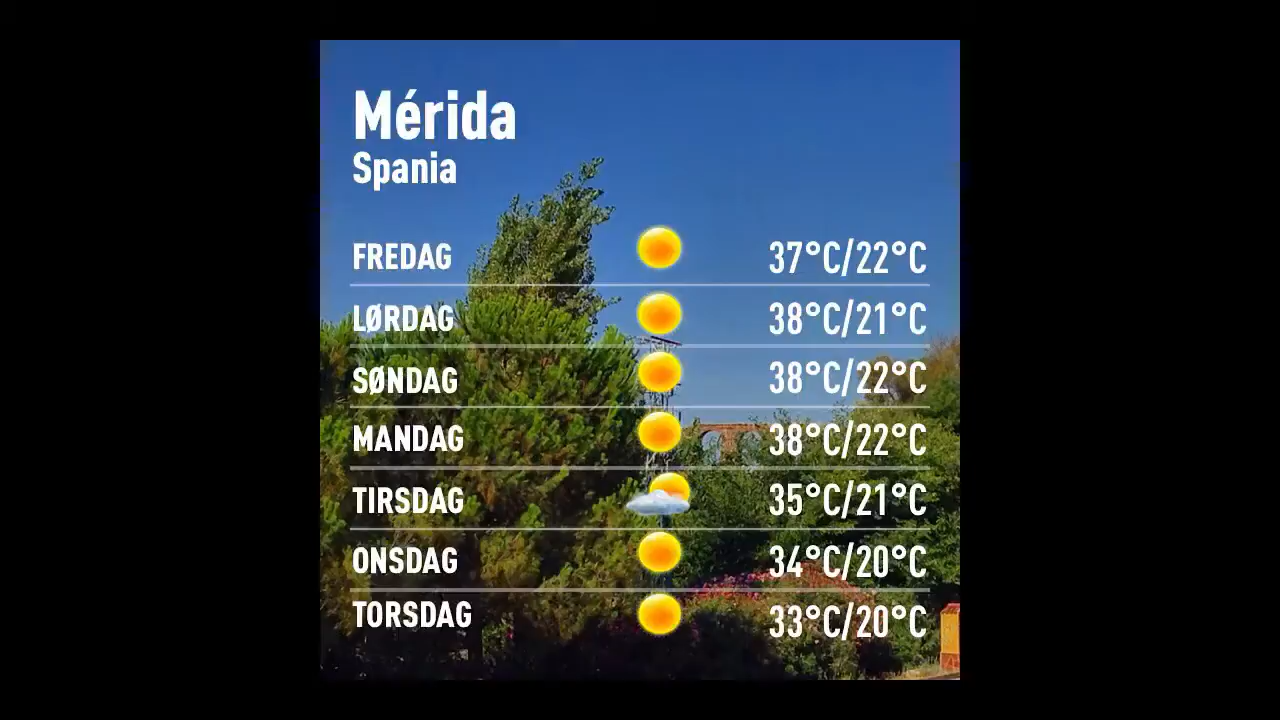 Mérida
Spania
FREDAG 37°C/22°C
LØRDAG 38°C/21°C
SØNDAG 38°C/22°C
MANDAG 38°C/22°C
TIRSDAG 35°C/21°C
ONSDAG 34°C/20°C
TORSDAG 33°C/20°C